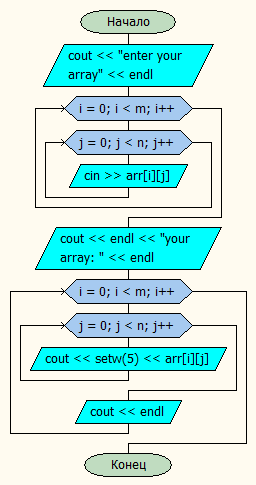 Начало
cout << "enter your
array" << endl
i = 0; i < m; i++
j = 0; j < n; j++
cin >> arr[i][j]
cout << endl << "your
array: " << endl
i = 0; i < m; i++
j = 0; j < n; j++
cout << setw(5) << arr[i][j]
cout << endl
Конец